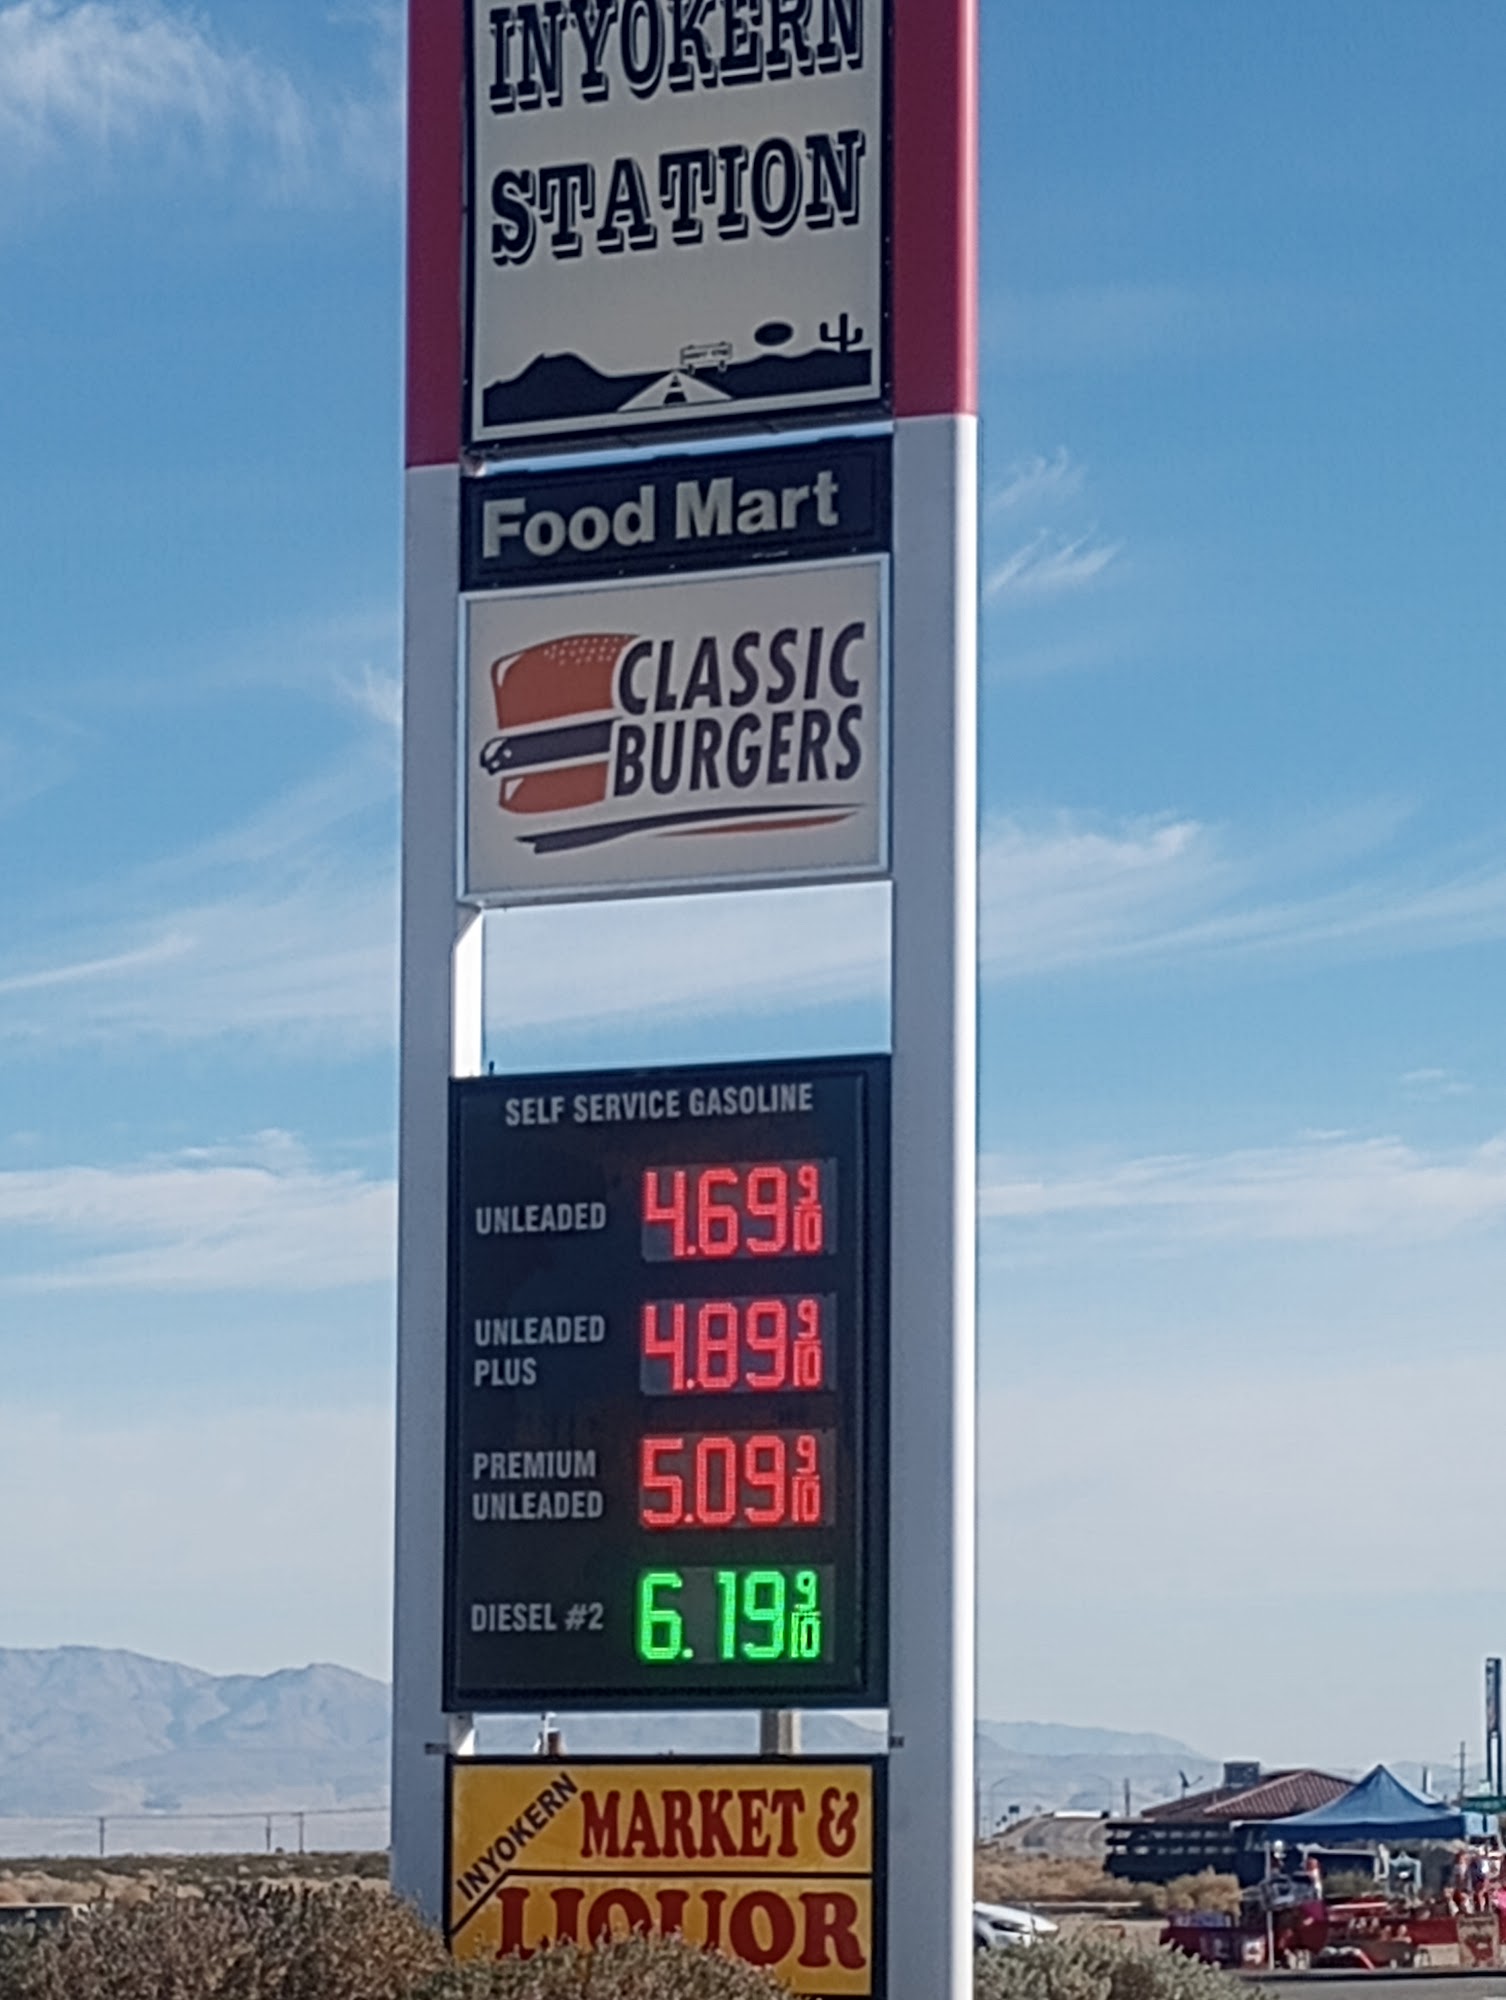 INYOKERN
STATION
Food Mart
CLASSIC
BURGERS
SELF SERVICE GASOLINE
UNLEADED 4.69 9/10
UNLEADED
PLUS 4.89 9/10
PREMIUM
UNLEADED 5.09 9/10
DIESEL #2 6.19 9/10
INYOKERN
MARKET &
LIQUOR